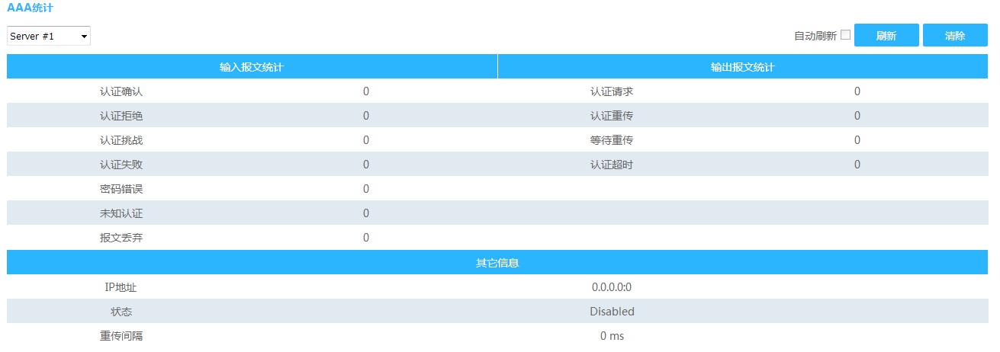 AAA统计
Server #1 自动刷新 刷新 清除
输入报文统计 输出报文统计
认证确认 0 认证请求 0
认证拒绝 0 认证重传 0
认证挑战 0 等待重传 0
认证失败 0 认证超时 0
密码错误 0
未知认证 0
报文丢弃 0
其它信息
IP地址 0.0.0.0:0
状态 Disabled
重传间隔 0 ms